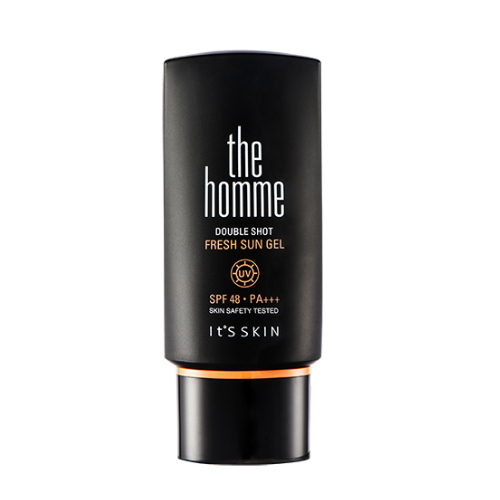 the
homme
DOUBLE SHOT
FRESH SUN GEL
UV
SPF 48 • PA+++
SKIN SAFETY TESTED
It'S SKIN